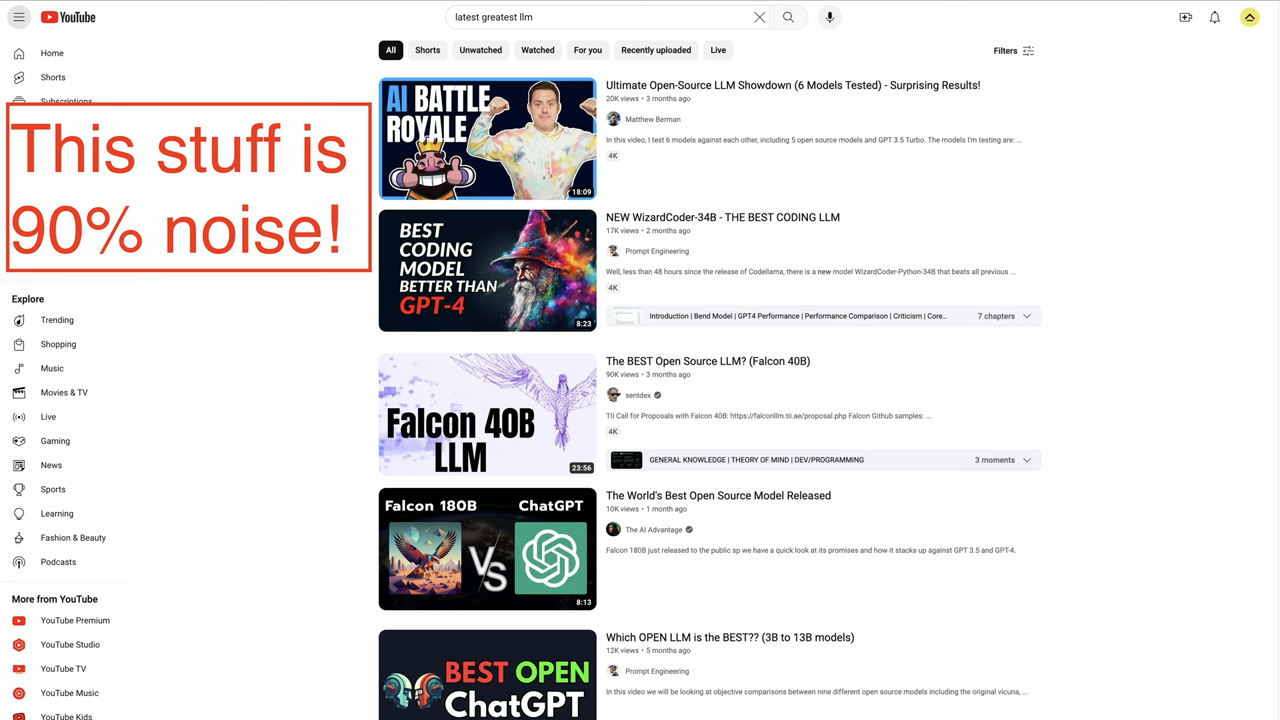 YouTube
latest greatest llm
Home
Shorts
Subscriptions
This stuff is
90% noise!
Explore
Trending
Shopping
Music
Movies & TV
Live
Gaming
News
Sports
Learning
Fashion & Beauty
Podcasts
More from YouTube
YouTube Premium
YouTube Studio
YouTube TV
YouTube Music
YouTube Kids
All
Shorts
Unwatched
Watched
For you
Recently uploaded
Live
Filters
AI BATTLE
ROYALE
18:09
Ultimate Open-Source LLM Showdown (6 Models Tested) - Surprising Results!
20K views • 3 months ago
Matthew Berman
In this video, I test 6 models against each other, including 5 open source models and GPT 3.5 Turbo. The models I'm testing are: ...
4K
BEST
CODING
MODEL
BETTER THAN
GPT-4
8:23
NEW WizardCoder-34B - THE BEST CODING LLM
17K views • 2 months ago
Prompt Engineering
Well, less than 48 hours since the release of Codellama, there is a new model WizardCoder-Python-34B that beats all previous ...
4K
Introduction | Bend Model | GPT4 Performance | Performance Comparison | Criticism | Core...
7 chapters
Falcon 40B
LLM
23:56
The BEST Open Source LLM? (Falcon 40B)
90K views • 3 months ago
sentdex
TII Call for Proposals with Falcon 40B: https://falconllm.tii.ae/proposal.php Falcon Github samples: ...
4K
GENERAL KNOWLEDGE | THEORY OF MIND | DEV/PROGRAMMING
3 moments
Falcon 180B
ChatGPT
VS
8:13
The World's Best Open Source Model Released
10K views • 1 month ago
The AI Advantage
Falcon 180B just released to the public sp we have a quick look at its promises and how it stacks up against GPT 3.5 and GPT-4.
BEST OPEN
ChatGPT
Which OPEN LLM is the BEST?? (3B to 13B models)
12K views • 5 months ago
Prompt Engineering
In this video we will be looking at objective comparisons between nine different open source models including the original vicuna, ...